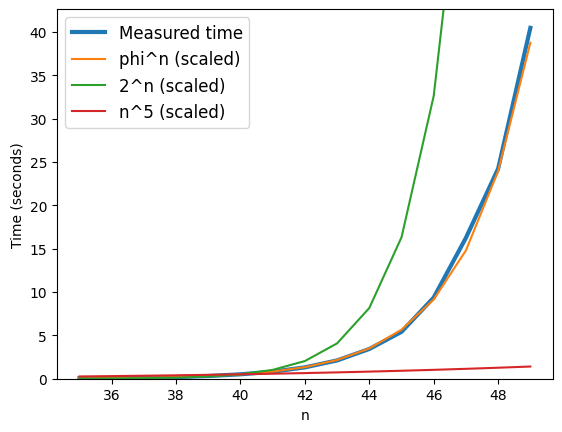 Measured time
phi^n (scaled)
2^n (scaled)
n^5 (scaled)
Time (seconds)
40
35
30
25
20
15
10
5
0
36 38 40 42 44 46 48
n